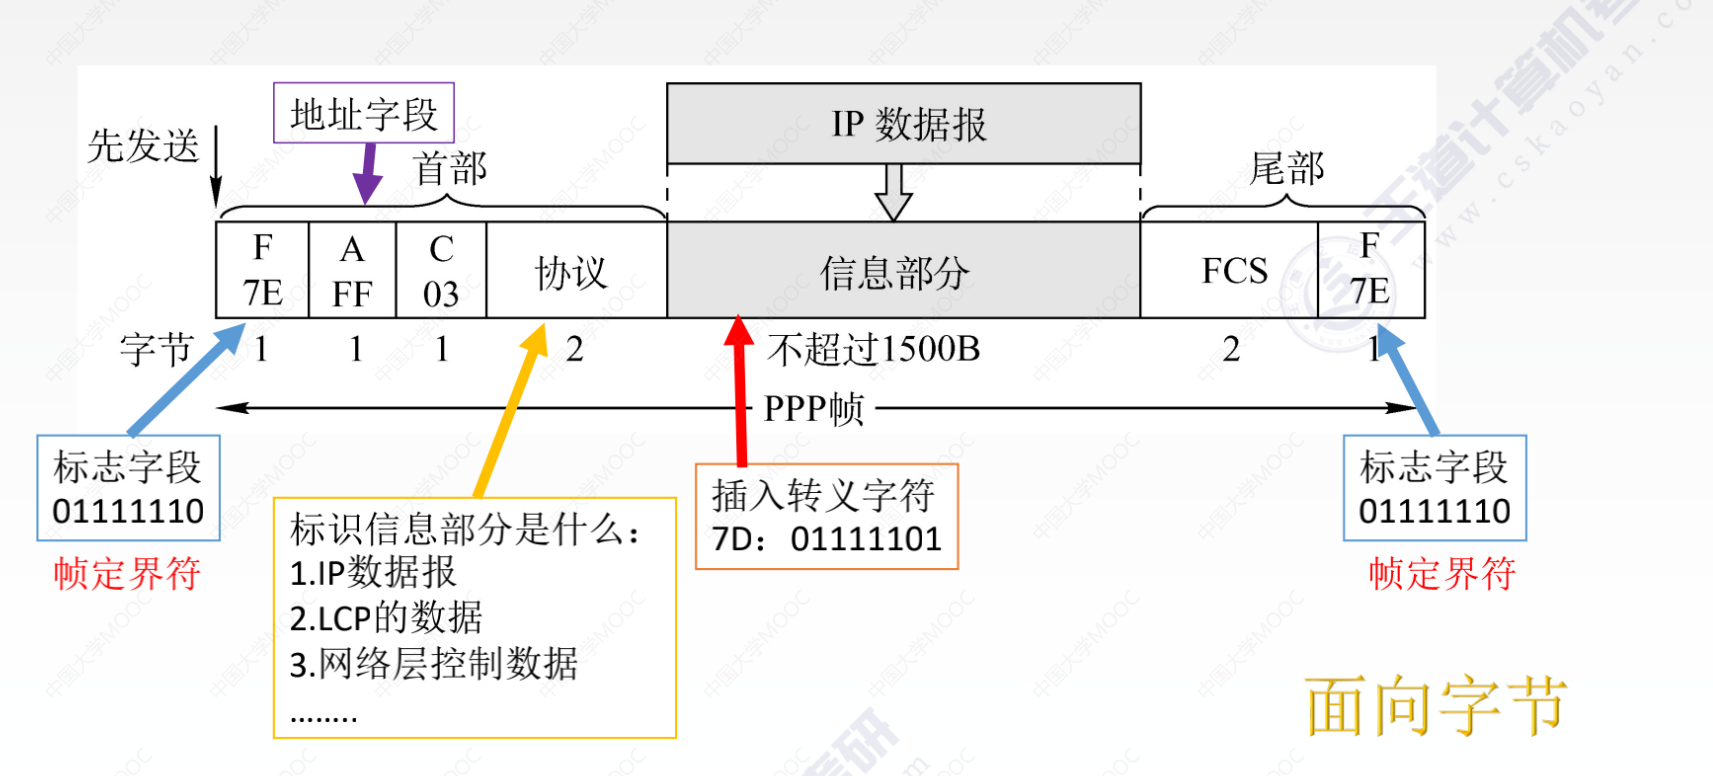 地址字段
IP 数据报
先发送
首部
尾部
F
7E
A
FF
C
03
协议
信息部分
FCS
F
7E
字节
1
1
1
2
不超过1500B
2
1
PPP帧
标志字段
01111110
帧定界符
标识信息部分是什么：
1.IP数据报
2.LCP的数据
3.网络层控制数据
……..
插入转义字符
7D： 01111101
标志字段
01111110
帧定界符
面向字节
中国大学MOOC
王道计算机考研
www.cskaoyan.co